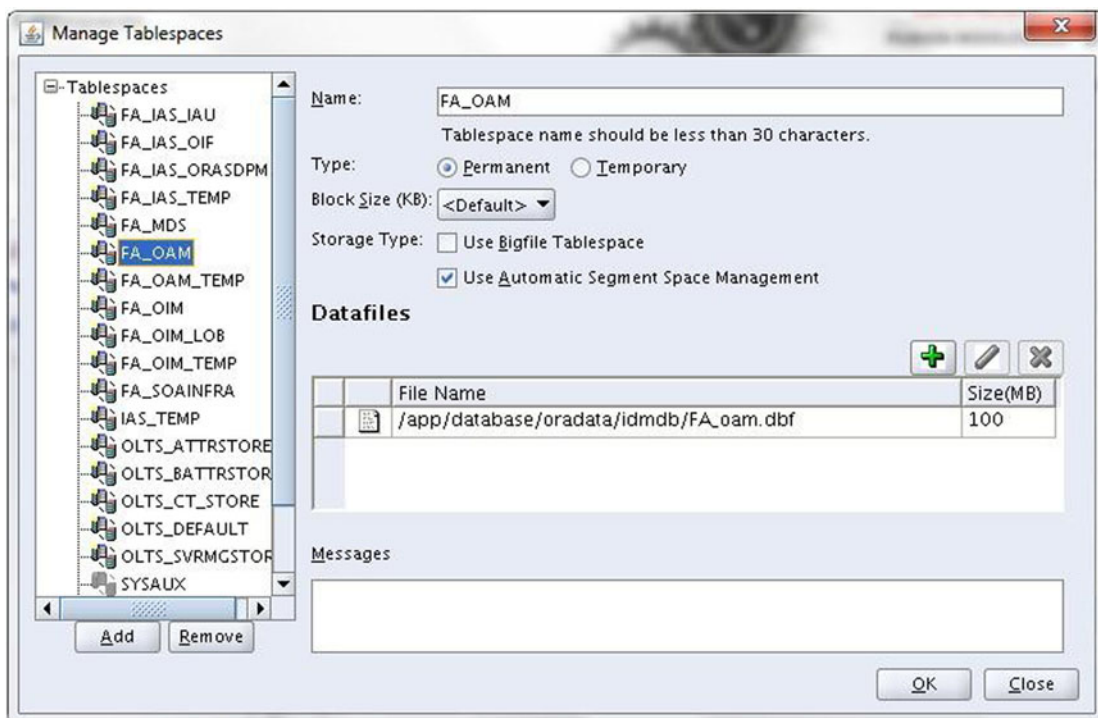 Manage Tablespaces
Tablespaces
FA_IAS_IAU
FA_IAS_OIF
FA_IAS_ORASDPM
FA_IAS_TEMP
FA_MDS
FA_OAM
FA_OAM_TEMP
FA_OIM
FA_OIM_LOB
FA_OIM_TEMP
FA_SOAINFRA
IAS_TEMP
OLTS_ATTRSTORE
OLTS_BATTRSTOR
OLTS_CT_STORE
OLTS_DEFAULT
OLTS_SVRMGSTOR
SYSAUX
Add Remove
Name: FA_OAM
Tablespace name should be less than 30 characters.
Type: Permanent Temporary
Block Size (KB): <Default>
Storage Type: Use Bigfile Tablespace
Use Automatic Segment Space Management
Datafiles
File Name Size(MB)
/app/database/oradata/idmdb/FA_oam.dbf 100
Messages
OK Close